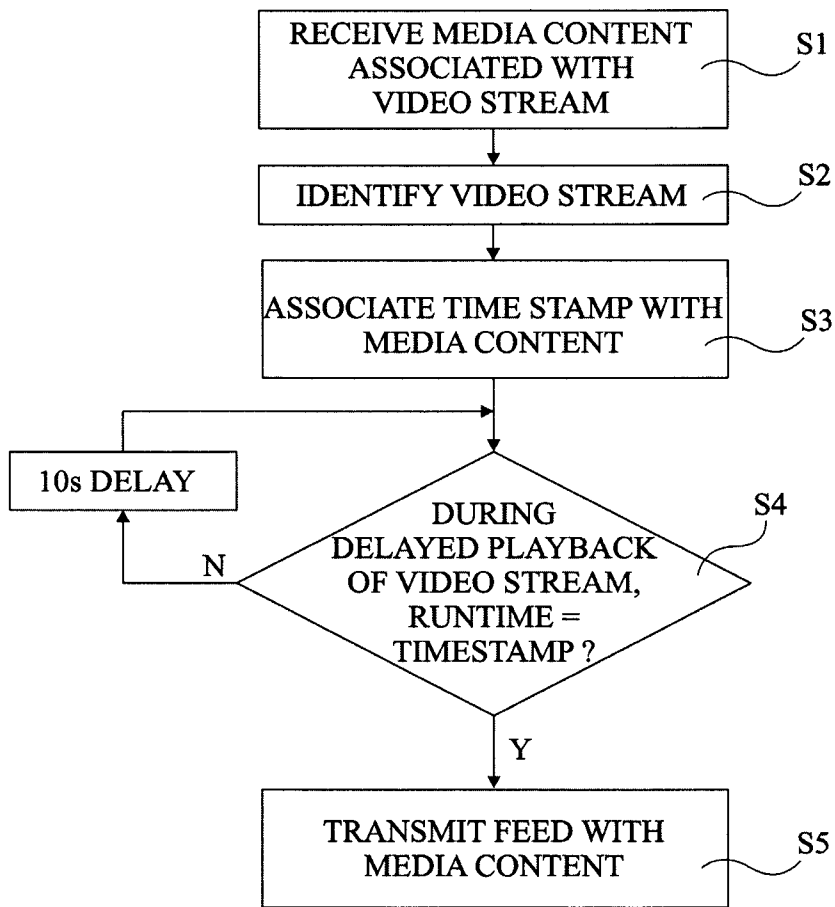 RECEIVE MEDIA CONTENT
ASSOCIATED WITH
VIDEO STREAM
S1
IDENTIFY VIDEO STREAM
S2
ASSOCIATE TIME STAMP WITH
MEDIA CONTENT
S3
10s DELAY
N
DURING
DELAYED PLAYBACK
OF VIDEO STREAM,
RUNTIME =
TIMESTAMP ?
S4
Y
TRANSMIT FEED WITH
MEDIA CONTENT
S5